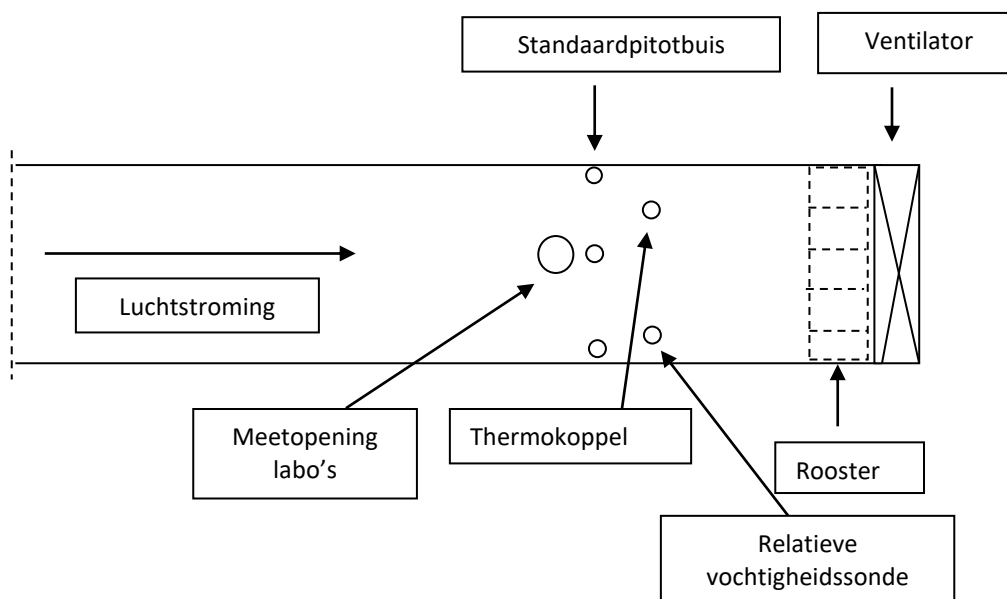 Standaardpitotbuis
Ventilator
Luchtstroming
Meetopening
labo's
Thermokoppel
Rooster
Relatieve
vochtigheidssonde